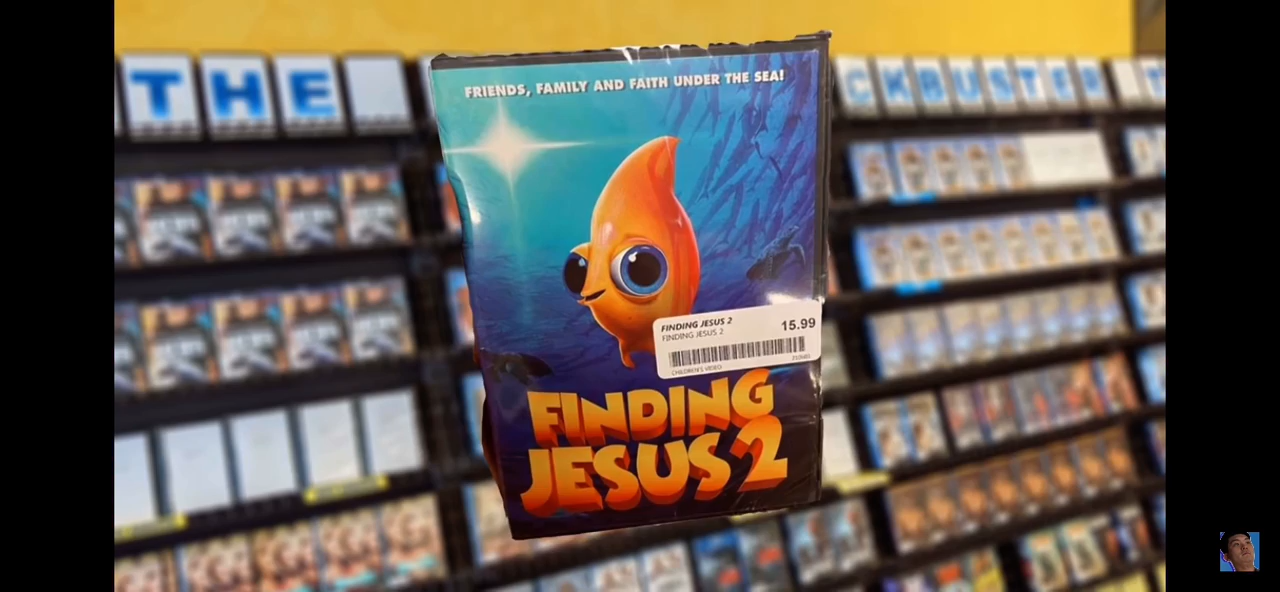 THE
CKBUSTER T
FRIENDS, FAMILY AND FAITH UNDER THE SEA!
FINDING JESUS 2
15.99
FINDING JESUS 2
CHILDREN'S VIDEO
FINDING
JESUS 2